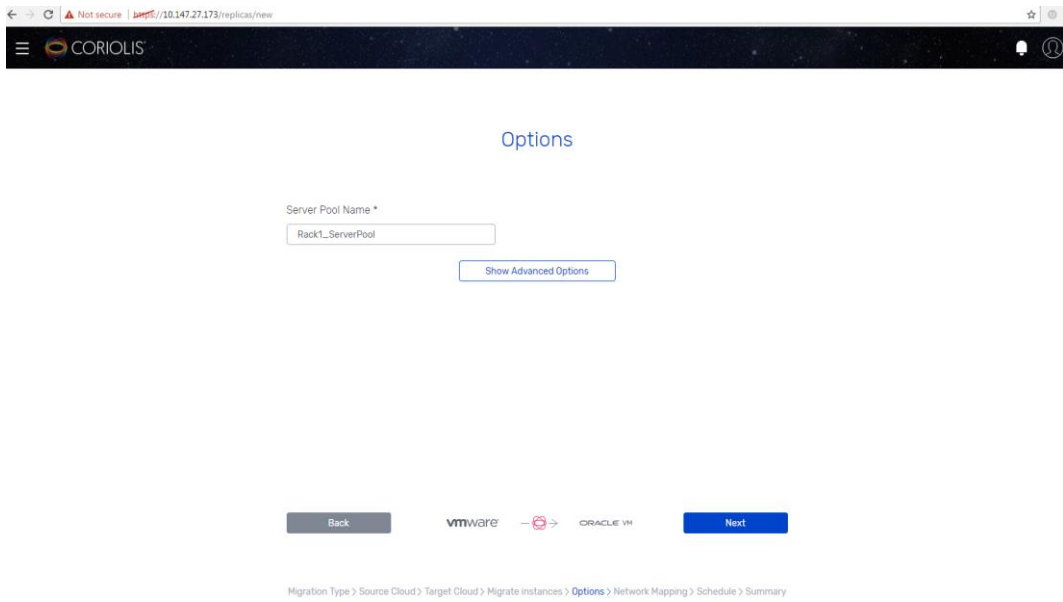 Not secure | https://10.147.27.173/replicas/new
CORIOLIS
Options
Server Pool Name *
Rack1_ServerPool
Show Advanced Options
Back
vmware
ORACLE VM
Next
Migration Type > Source Cloud > Target Cloud > Migrate instances > Options > Network Mapping > Schedule > Summary